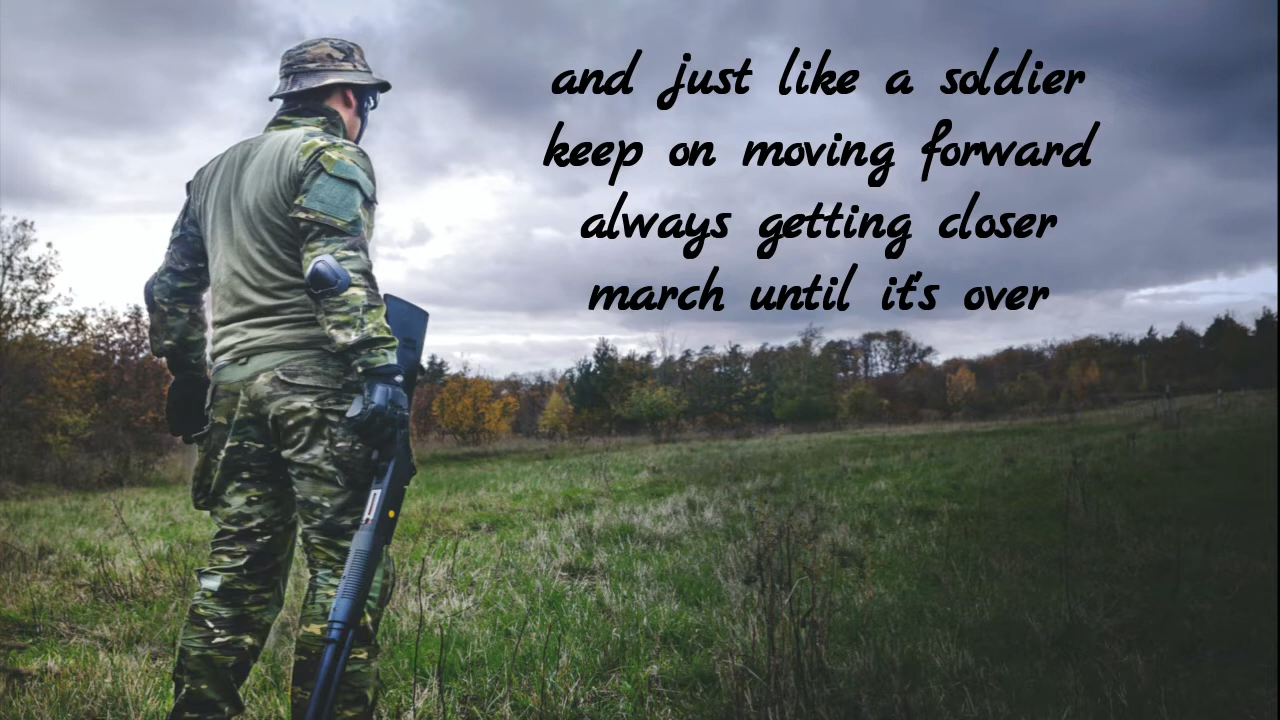 and just like a soldier
keep on moving forward
always getting closer
march until it's over